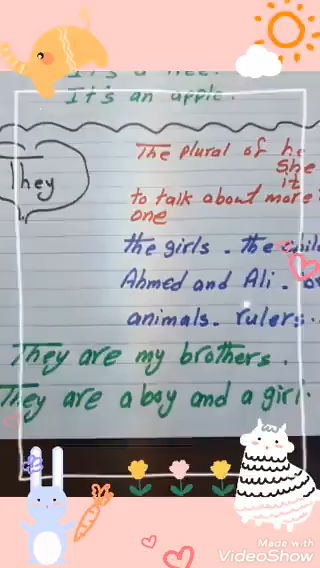 It's an apple.
They
The plural of he
She
it
to talk about more
one
the girls. the
Ahmed and Ali.
animals. rulers.
They are my brothers.
They are a boy and a girl.
Made with
VideoShow